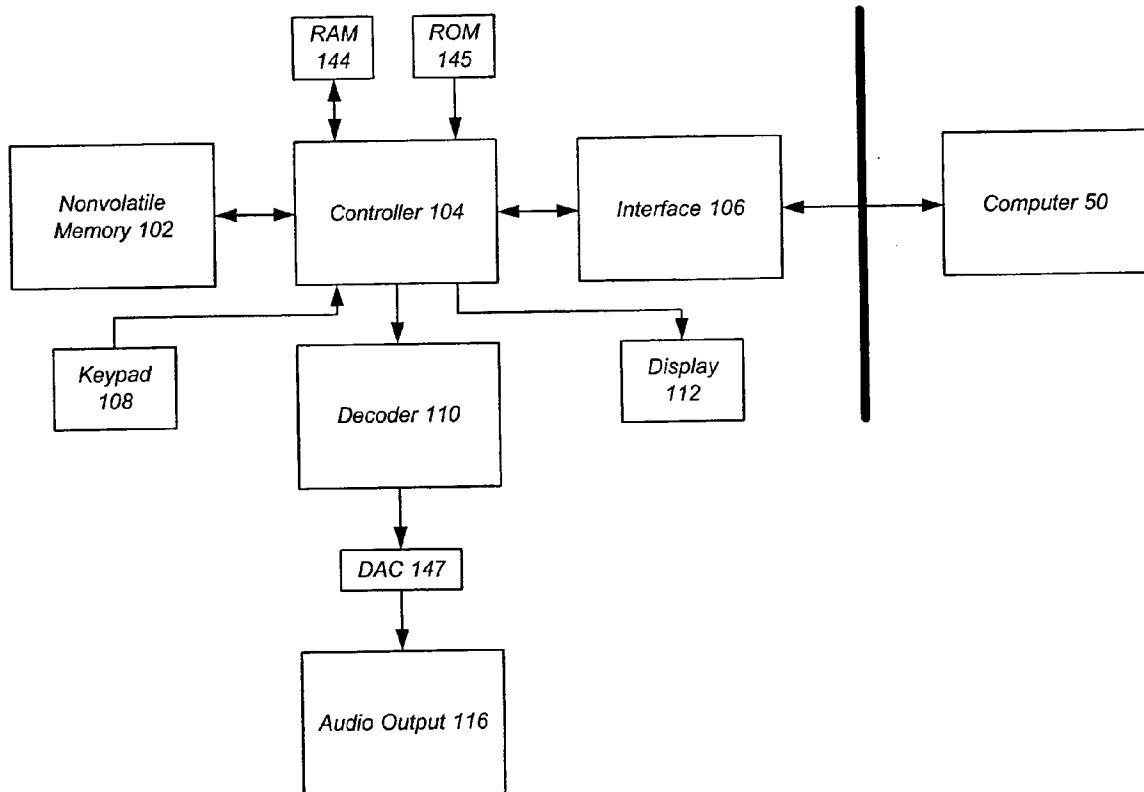 RAM
144
ROM
145
Nonvolatile
Memory 102
Controller 104
Interface 106
Computer 50
Keypad
108
Decoder 110
Display
112
DAC 147
Audio Output 116